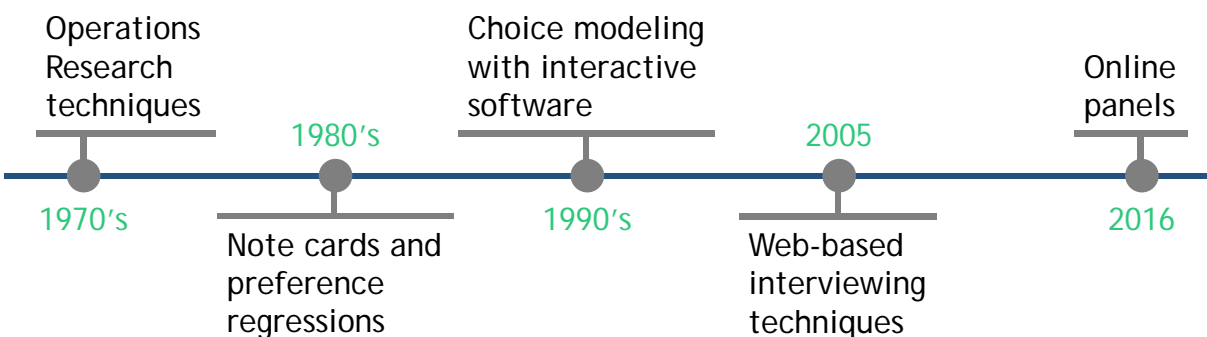 Operations
Research
techniques
1970's
1980's
Note cards and
preference
regressions
Choice modeling
with interactive
software
1990's
2005
Web-based
interviewing
techniques
Online
panels
2016